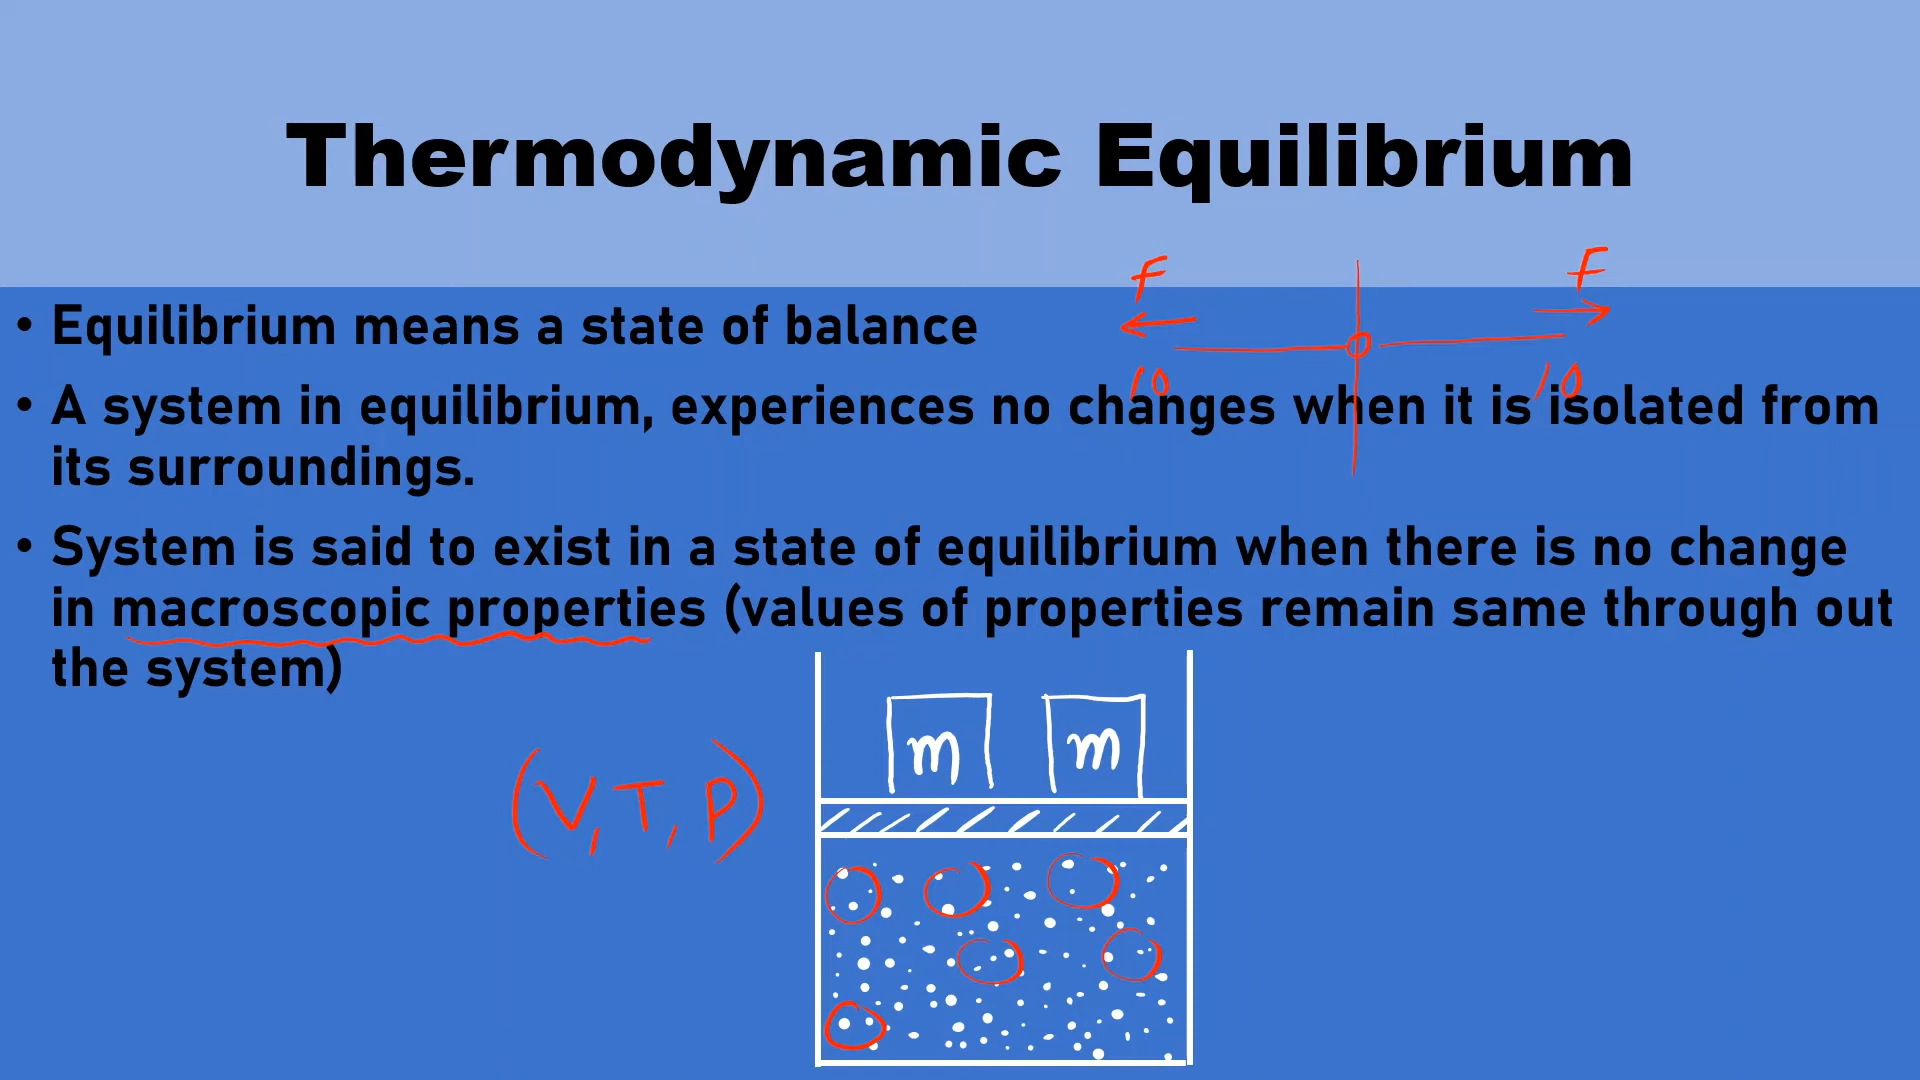 Thermodynamic Equilibrium
F F
• Equilibrium means a state of balance
10 10
• A system in equilibrium, experiences no changes when it is isolated from
its surroundings.
• System is said to exist in a state of equilibrium when there is no change
in macroscopic properties (values of properties remain same through out
the system)
m m
(V, T, P)